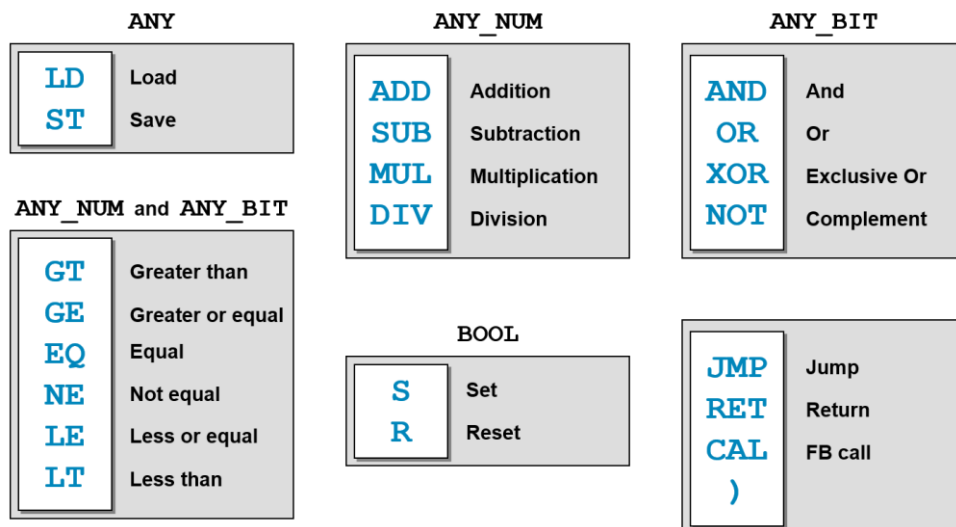 ANY
LD Load
ST Save
ANY_NUM and ANY_BIT
GT Greater than
GE Greater or equal
EQ Equal
NE Not equal
LE Less or equal
LT Less than
ANY_NUM
ADD Addition
SUB Subtraction
MUL Multiplication
DIV Division
BOOL
S Set
R Reset
ANY_BIT
AND And
OR Or
XOR Exclusive Or
NOT Complement
JMP Jump
RET Return
CAL FB call
)